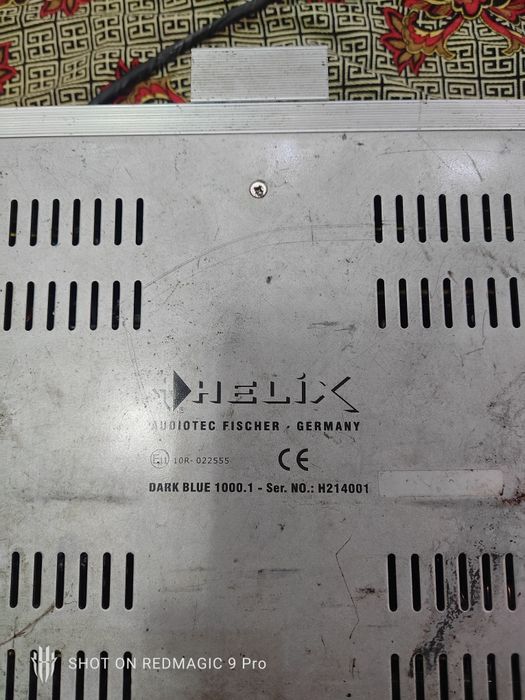 HELIX
AUDIOTEC FISCHER - GERMANY
10R-022555 CE
DARK BLUE 1000.1 - Ser. NO.: H214001
SHOT ON REDMAGIC 9 Pro